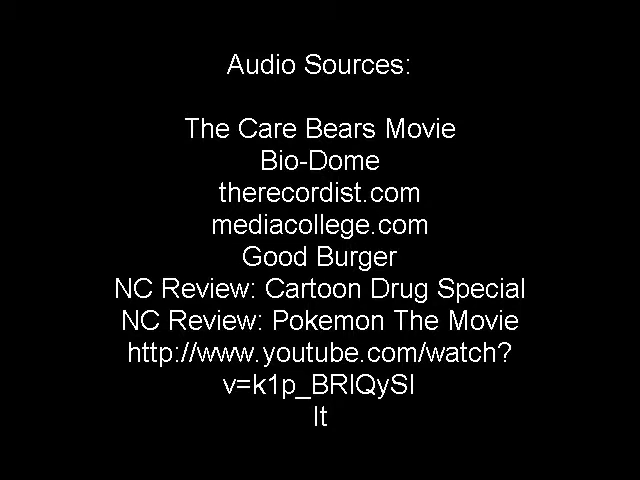 Audio Sources:
The Care Bears Movie
Bio-Dome
therecordist.com
mediacollege.com
Good Burger
NC Review: Cartoon Drug Special
NC Review: Pokemon The Movie
http://www.youtube.com/watch?
v=k1p_BRIQySI
It